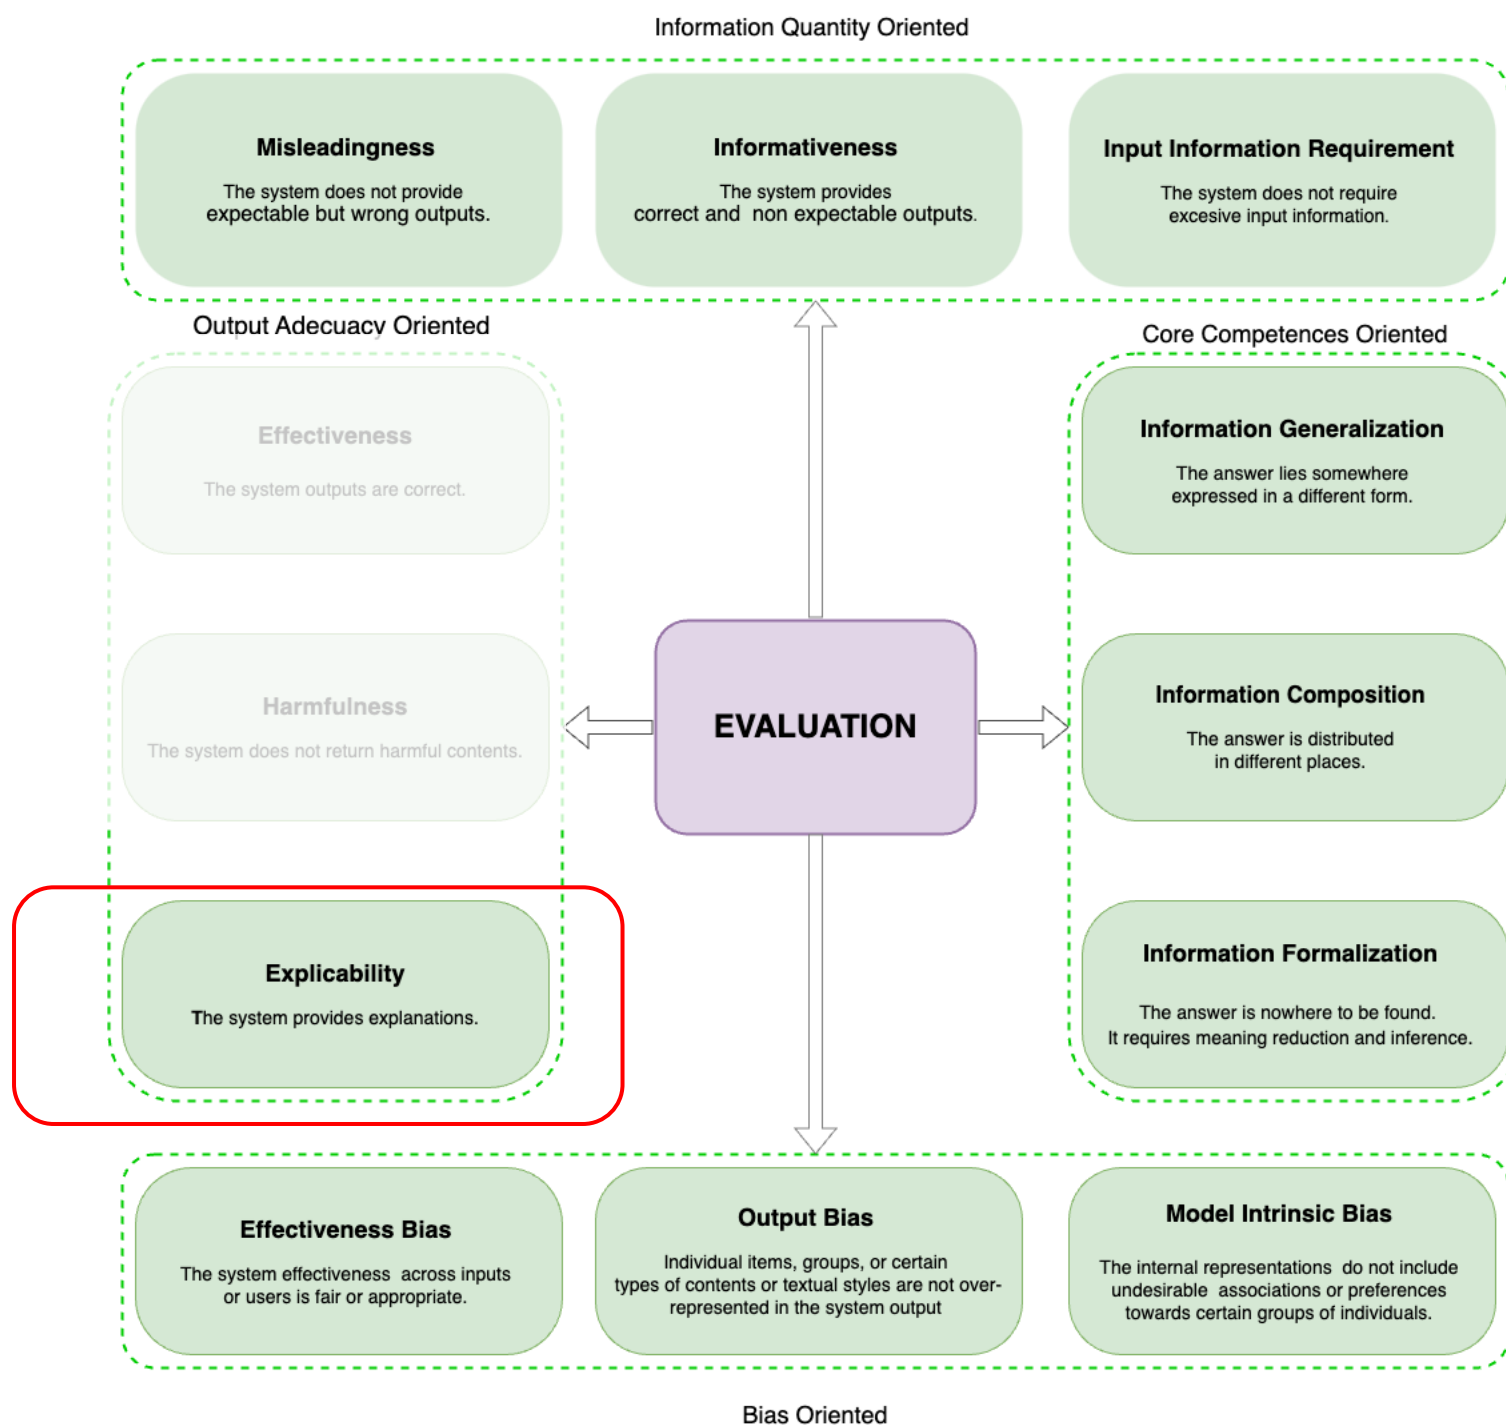 Information Quantity Oriented
Misleadingness
The system does not provide
expectable but wrong outputs.
Informativeness
The system provides
correct and non expectable outputs.
Input Information Requirement
The system does not require
excesive input information.
Output Adecuacy Oriented
Effectiveness
The system outputs are correct.
Harmfulness
The system does not return harmful contents.
Explicability
The system provides explanations.
EVALUATION
Core Competences Oriented
Information Generalization
The answer lies somewhere
expressed in a different form.
Information Composition
The answer is distributed
in different places.
Information Formalization
The answer is nowhere to be found.
It requires meaning reduction and inference.
Effectiveness Bias
The system effectiveness across inputs
or users is fair or appropriate.
Output Bias
Individual items, groups, or certain
types of contents or textual styles are not over-
represented in the system output
Model Intrinsic Bias
The internal representations do not include
undesirable associations or preferences
towards certain groups of individuals.
Bias Oriented